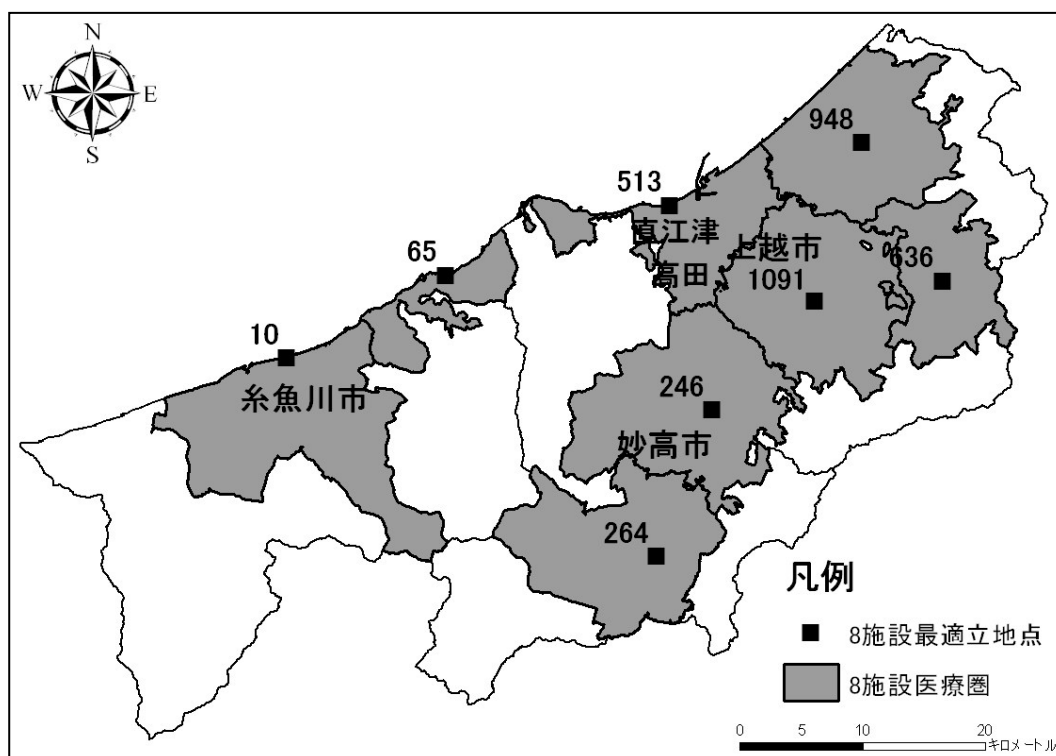 N
W E
S
948
513
直江津
上越市
636
高田
1091
65
10
糸魚川市
246
妙高市
264
凡例
8施設最適立地点
8施設医療圏
0 5 10 20
キロメートル